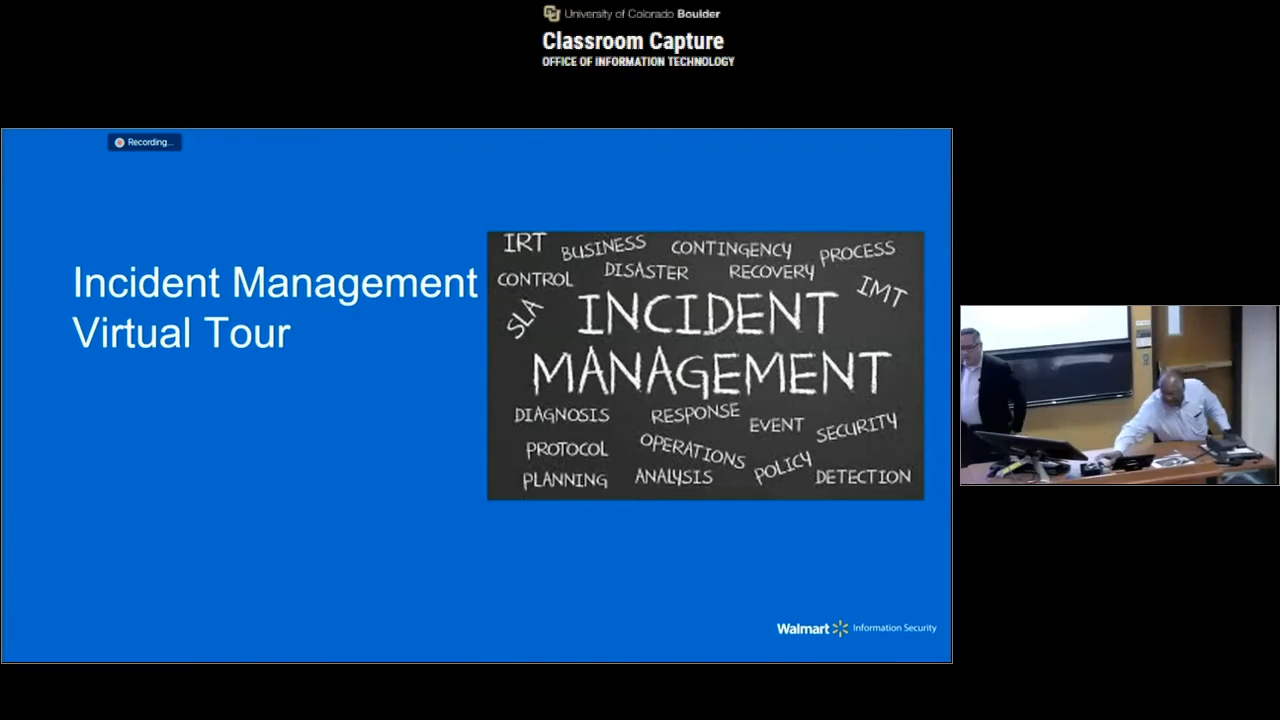 University of Colorado Boulder
Classroom Capture
OFFICE OF INFORMATION TECHNOLOGY
Recording...
Incident Management
Virtual Tour
IRT BUSINESS CONTINGENCY PROCESS
CONTROL DISASTER RECOVERY IMT
SLA INCIDENT
MANAGEMENT
DIAGNOSIS RESPONSE EVENT SECURITY
PROTOCOL OPERATIONS POLICY
PLANNING ANALYSIS DETECTION
Walmart Information Security